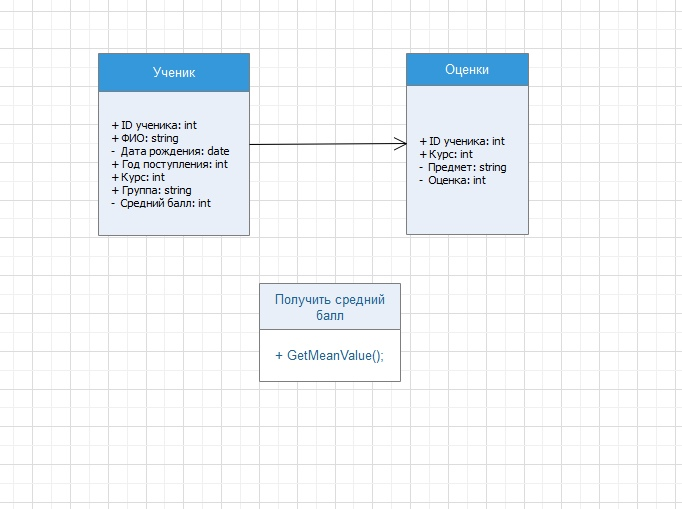 Ученик
+ ID ученика: int
+ ФИО: string
- Дата рождения: date
+ Год поступления: int
+ Курс: int
+ Группа: string
- Средний балл: int
Оценки
+ ID ученика: int
+ Курс: int
- Предмет: string
- Оценка: int
Получить средний
балл
+ GetMeanValue();